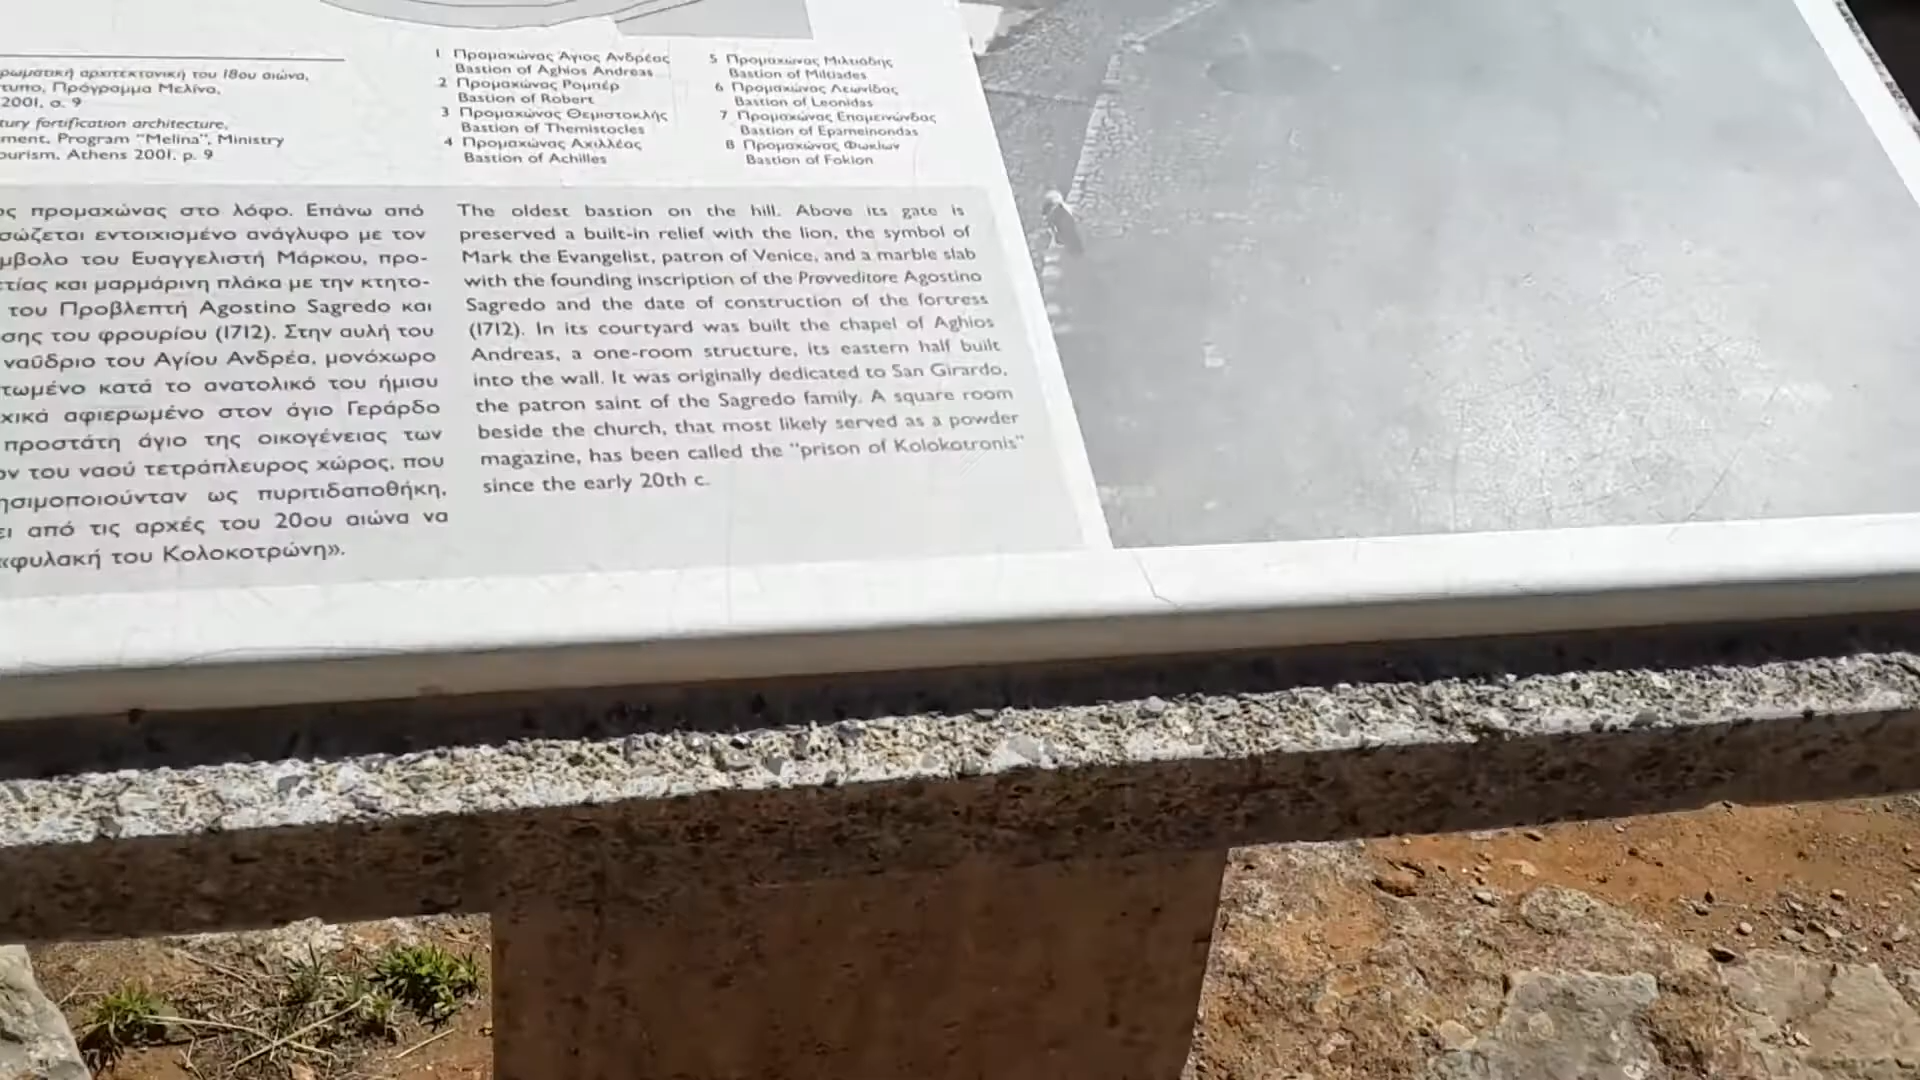 ρωματική αρχιτεκτονική του 18ου αιώνα,
τυπο, Πρόγραμμα Μελίνα,
2001, σ. 9
tury fortification architecture,
ment, Program "Melina", Ministry
ourism, Athens 2001, p. 9
1 Προμαχώνας Άγιος Ανδρέας
Bastion of Aghios Andreas
2 Προμαχώνας Ρομπέρ
Bastion of Robert
3 Προμαχώνας Θεμιστοκλής
Bastion of Themistocles
4 Προμαχώνας Αχιλλέας
Bastion of Achilles
5 Προμαχώνας Μιλτιάδης
Bastion of Miltiades
6 Προμαχώνας Λεωνίδας
Bastion of Leonidas
7 Προμαχώνας Επαμεινώνδας
Bastion of Epameinondas
8 Προμαχώνας Φωκίων
Bastion of Fokion
ος προμαχώνας στο λόφο. Επάνω από
σώζεται εντοιχισμένο ανάγλυφο με τον
μβολο του Ευαγγελιστή Μάρκου, προ-
ετίας και μαρμάρινη πλάκα με την κτητο-
του Προβλεπτή Agostino Sagredo και
σης του φρουρίου (1712). Στην αυλή του
ναΰδριο του Αγίου Ανδρέα, μονόχωρο
τωμένο κατά το ανατολικό του ήμισυ
χικά αφιερωμένο στον άγιο Γεράρδο
προστάτη άγιο της οικογένειας των
ον του ναού τετράπλευρος χώρος, που
ησιμοποιούνταν ως πυριτιδαποθήκη,
ει από τις αρχές του 20ου αιώνα να
«φυλακή του Κολοκοτρώνη».
The oldest bastion on the hill. Above its gate is
preserved a built-in relief with the lion, the symbol of
Mark the Evangelist, patron of Venice, and a marble slab
with the founding inscription of the Provveditore Agostino
Sagredo and the date of construction of the fortress
(1712). In its courtyard was built the chapel of Aghios
Andreas, a one-room structure, its eastern half built
into the wall. It was originally dedicated to San Girardo,
the patron saint of the Sagredo family. A square room
beside the church, that most likely served as a powder
magazine, has been called the "prison of Kolokotronis"
since the early 20th c.